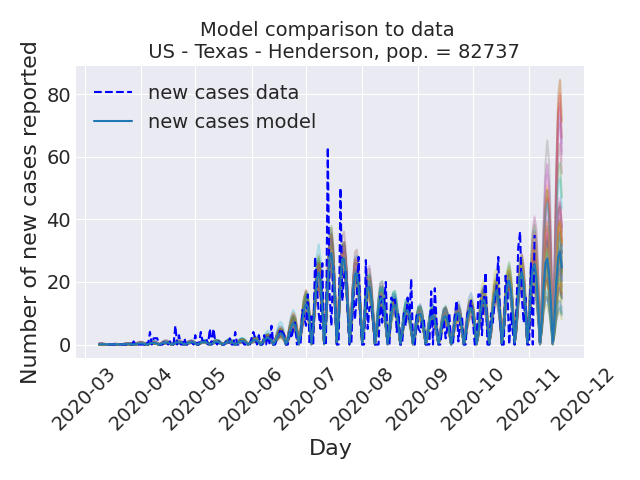 Model comparison to data
US - Texas - Henderson, pop. = 82737
Number of new cases reported
80
60
40
20
0
new cases data
new cases model
2020-03
2020-04
2020-05
2020-06
2020-07
2020-08
2020-09
2020-10
2020-11
2020-12
Day